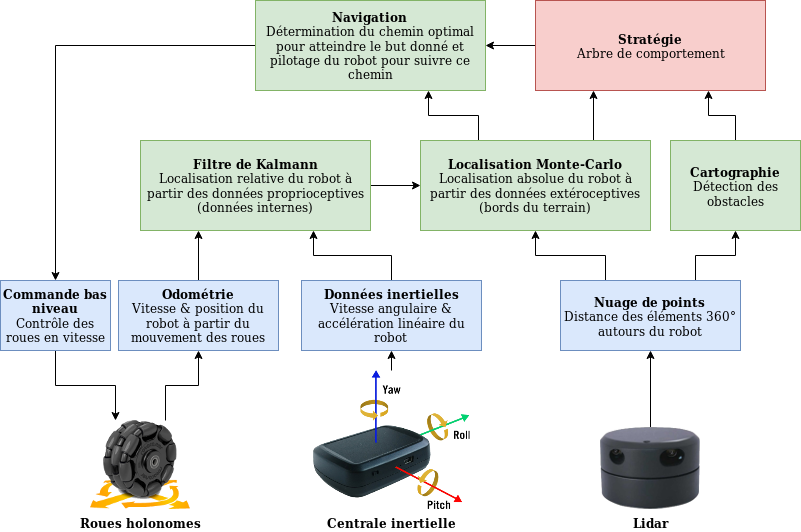 Navigation
Détermination du chemin optimal
pour atteindre le but donné et
pilotage du robot pour suivre ce
chemin
Stratégie
Arbre de comportement
Filtre de Kalmann
Localisation relative du robot à
partir des données proprioceptives
(données internes)
Localisation Monte-Carlo
Localisation absolue du robot à
partir des données extéroceptives
(bords du terrain)
Cartographie
Détection des
obstacles
Commande bas
niveau
Contrôle des
roues en vitesse
Odométrie
Vitesse & position du
robot à partir du
mouvement des roues
Données inertielles
Vitesse angulaire &
accélération linéaire du
robot
Nuage de points
Distance des éléments 360°
autours du robot
Yaw
Roll
Pitch
Roues holonomes
Centrale inertielle
Lidar